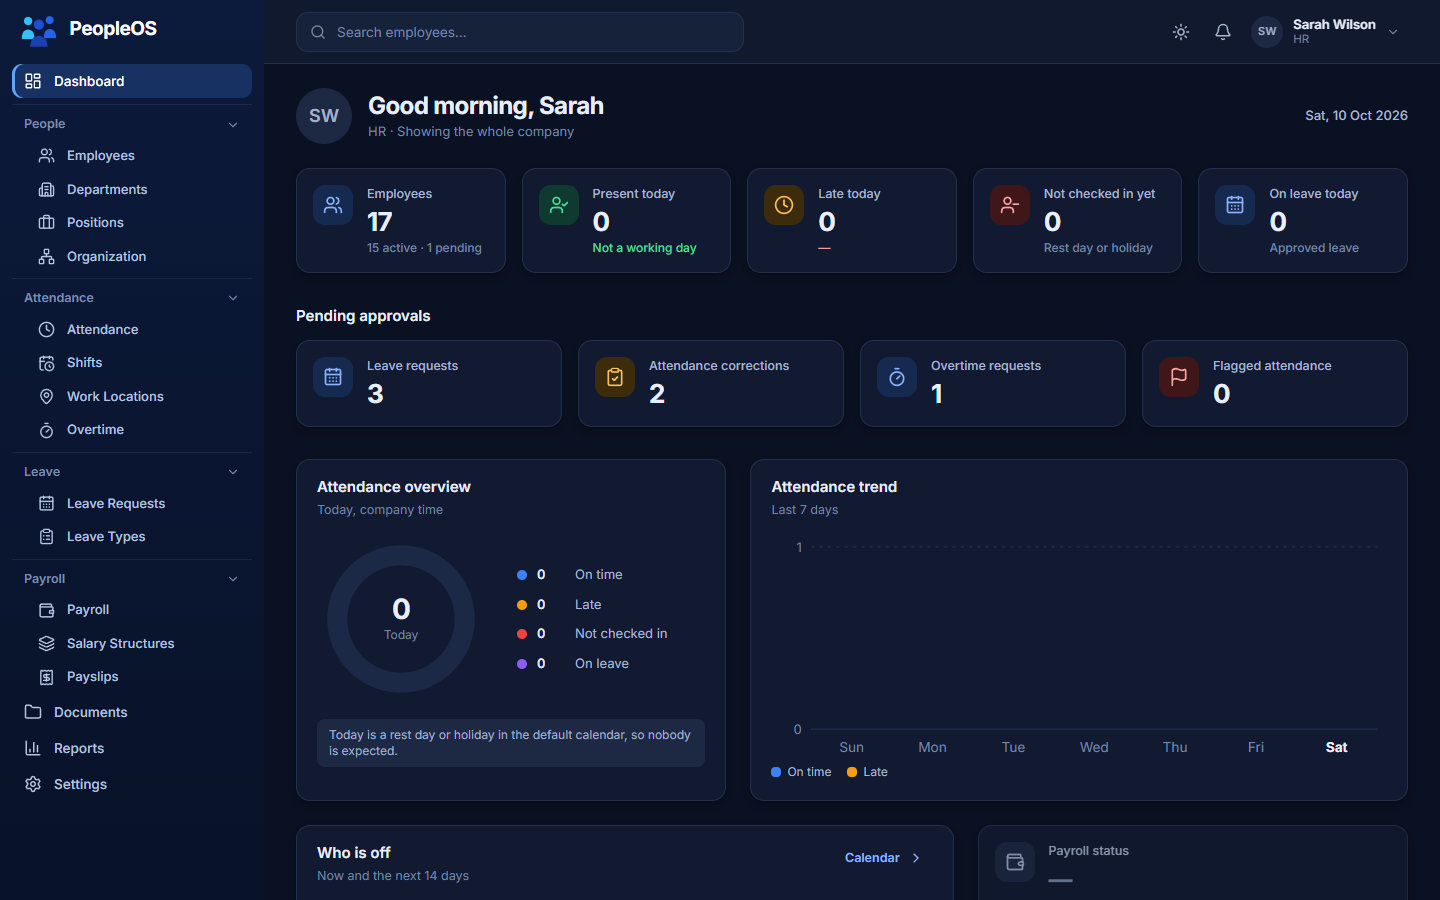 PeopleOS
Search employees...
SW
Sarah Wilson
HR
Dashboard
People
Employees
Departments
Positions
Organization
Attendance
Attendance
Shifts
Work Locations
Overtime
Leave
Leave Requests
Leave Types
Payroll
Payroll
Salary Structures
Payslips
Documents
Reports
Settings
SW
Good morning, Sarah
HR · Showing the whole company
Sat, 10 Oct 2026
Employees
17
15 active · 1 pending
Present today
0
Not a working day
Late today
0
—
Not checked in yet
0
Rest day or holiday
On leave today
0
Approved leave
Pending approvals
Leave requests
3
Attendance corrections
2
Overtime requests
1
Flagged attendance
0
Attendance overview
Today, company time
0
Today
0 On time
0 Late
0 Not checked in
0 On leave
Today is a rest day or holiday in the default calendar, so nobody
is expected.
Attendance trend
Last 7 days
1
0
Sun Mon Tue Wed Thu Fri Sat
On time Late
Who is off
Now and the next 14 days
Calendar
Payroll status
—